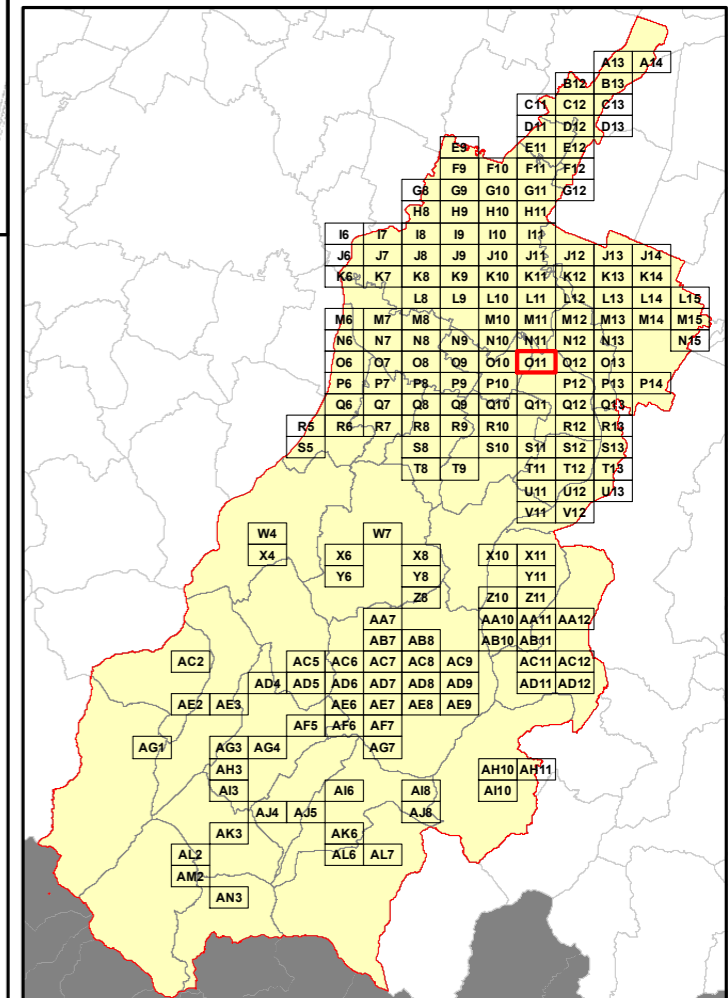 A13 A14
B12 B13
C11 C12 C13
D11 D12 D13
E9 E11 E12
F9 F10 F11 F12
G8 G9 G10 G11 G12
H8 H9 H10 H11
I6 I7 I8 I9 I10 I11
J6 J7 J8 J9 J10 J11 J12 J13 J14
K6 K7 K8 K9 K10 K11 K12 K13 K14
L8 L9 L10 L11 L12 L13 L14 L15
M6 M7 M8 M10 M11 M12 M13 M14 M15
N6 N7 N8 N9 N10 N11 N12 N13 N15
O6 O7 O8 O9 O10 O11 O12 O13
P6 P7 P8 P9 P10 P12 P13 P14
Q6 Q7 Q8 Q9 Q10 Q11 Q12 Q13
R5 R6 R7 R8 R9 R10 R12 R13
S5 S8 S10 S11 S12 S13
T8 T9 T11 T12 T13
U11 U12 U13
V11 V12
W4 W7
X4 X6 X8 X10 X11
Y6 Y8 Y11
Z8 Z10 Z11
AA7 AA10 AA11 AA12
AB7 AB8 AB10 AB11
AC2 AC5 AC6 AC7 AC8 AC9 AC11 AC12
AD4 AD5 AD6 AD7 AD8 AD9 AD11 AD12
AE2 AE3 AE6 AE7 AE8 AE9
AF5 AF6 AF7
AG1 AG3 AG4 AG7
AH3 AH10 AH11
AI3 AI6 AI8 AI10
AJ4 AJ5 AJ8
AK3 AK6
AL2 AL6 AL7
AM2
AN3